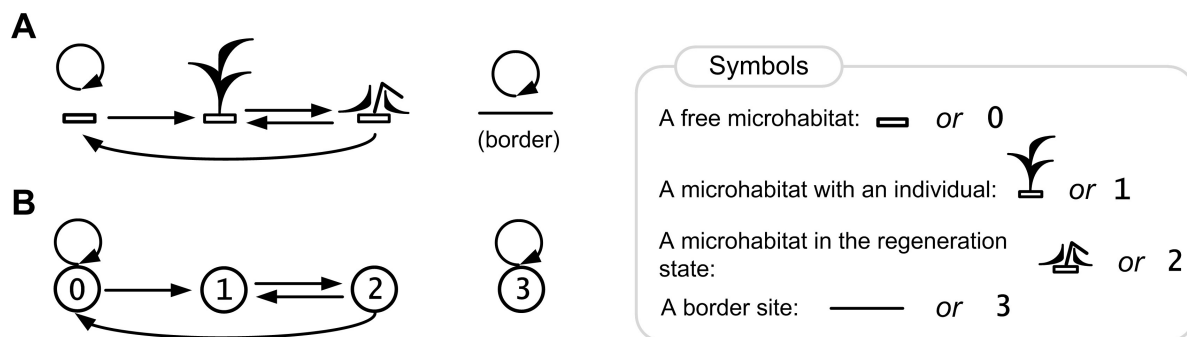 A
(border)
B
0 1 2 3
Symbols
A free microhabitat: or 0
A microhabitat with an individual: or 1
A microhabitat in the regeneration
state: or 2
A border site: or 3